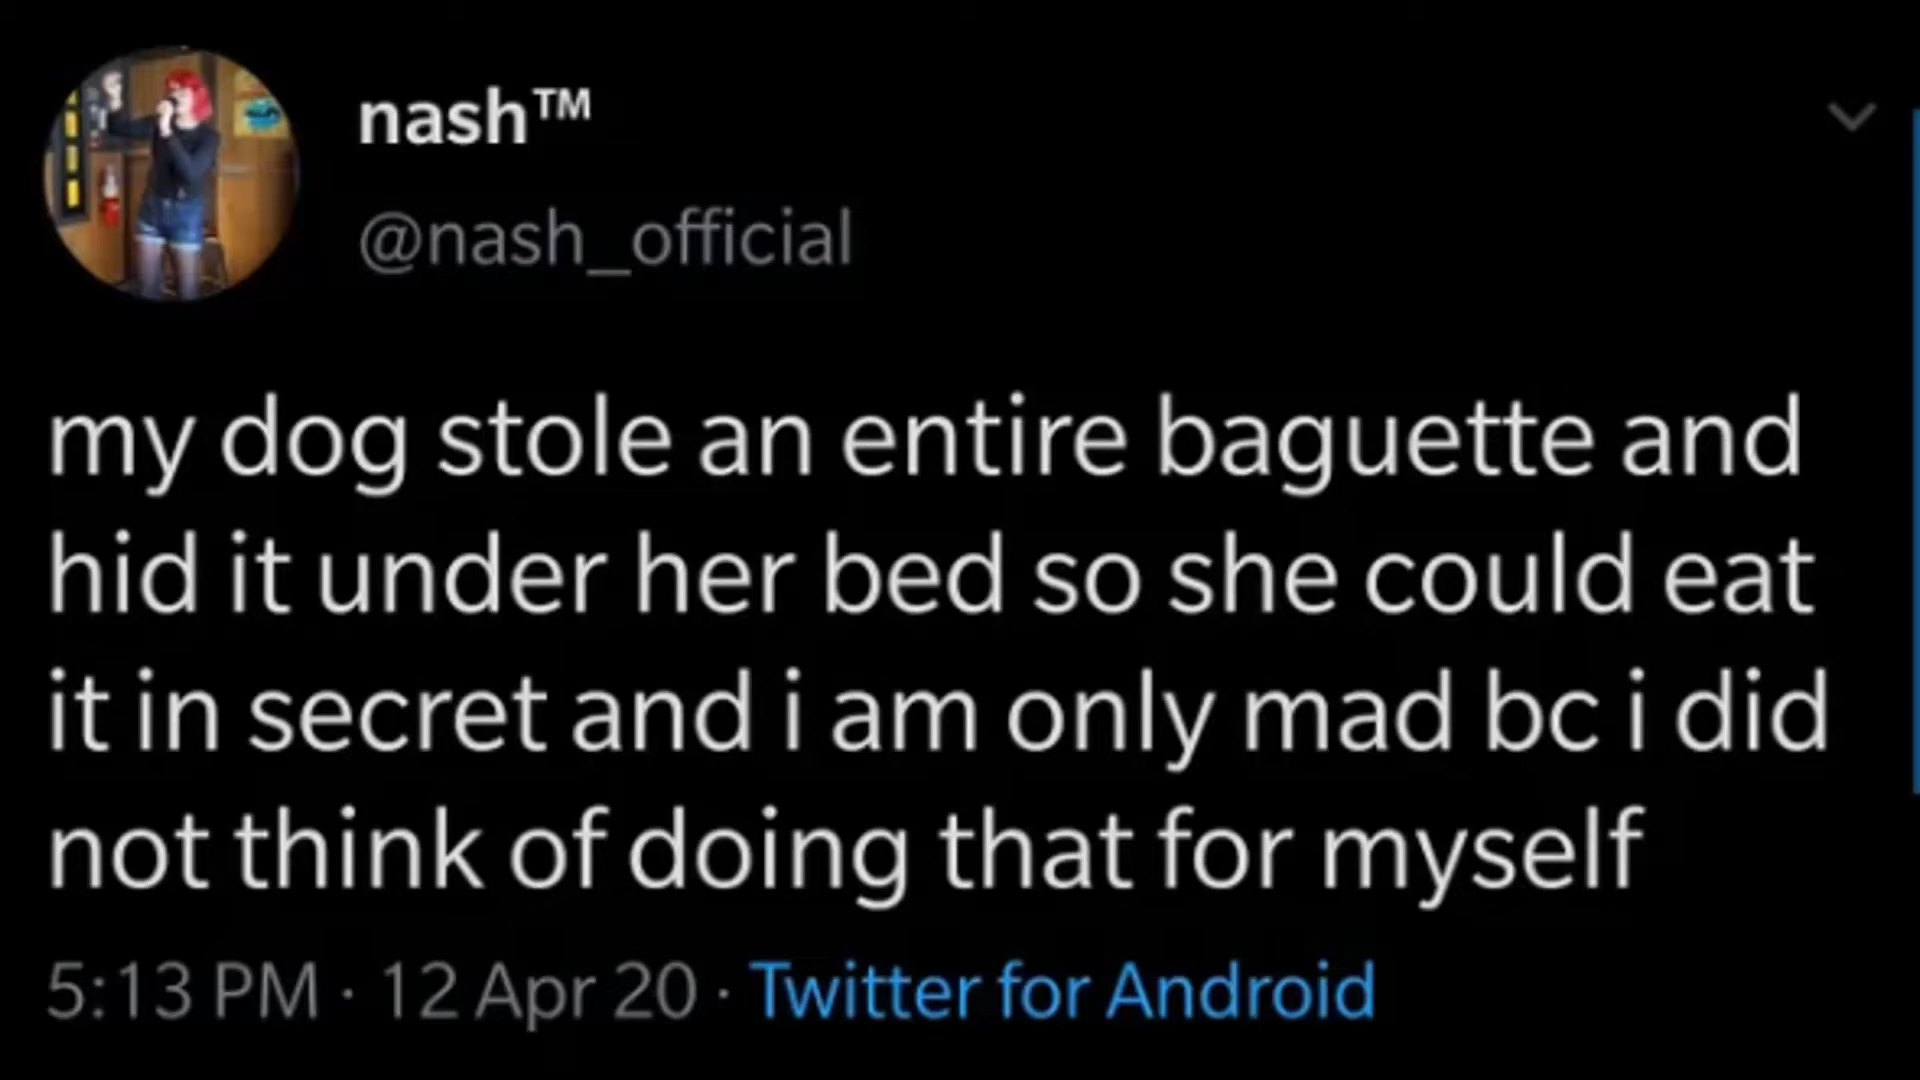 nash™
@nash_official
my dog stole an entire baguette and
hid it under her bed so she could eat
it in secret and i am only mad bc i did
not think of doing that for myself
5:13 PM · 12 Apr 20 · Twitter for Android